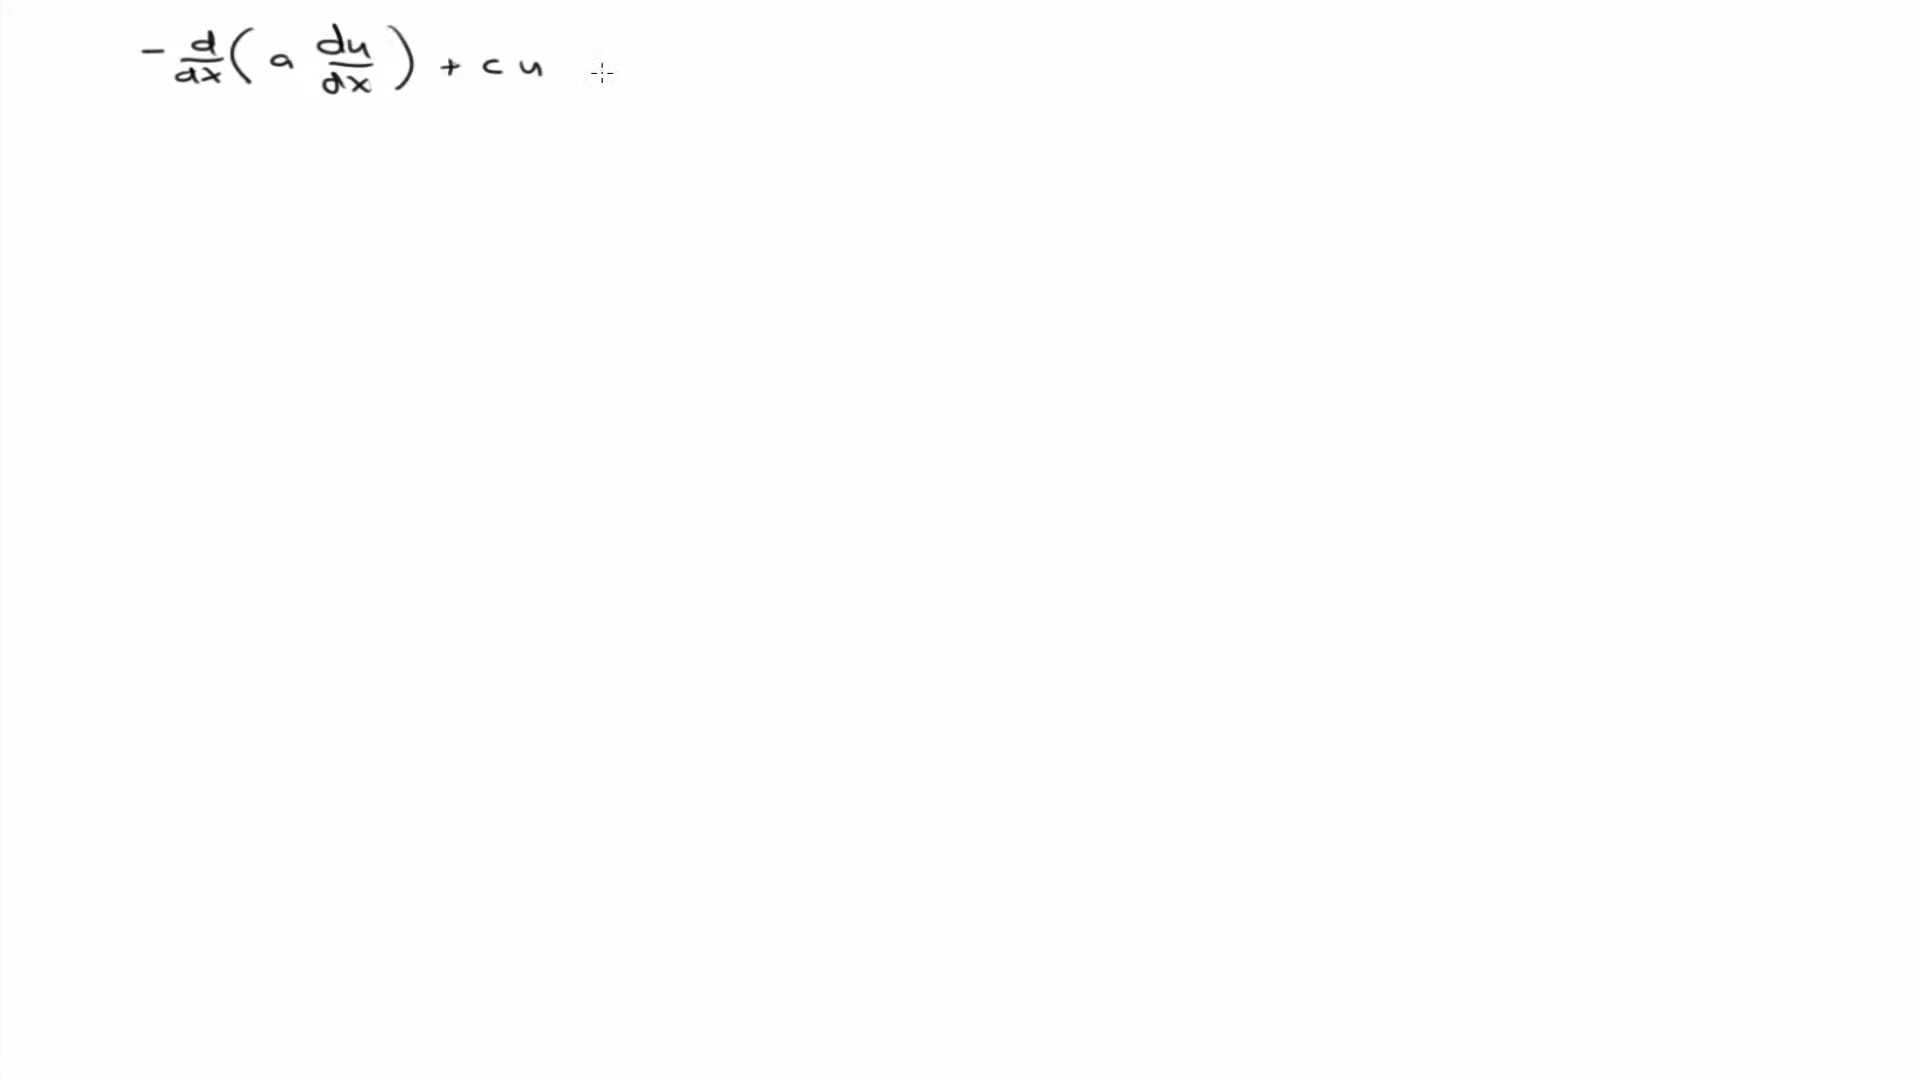 - d/dx ( a du/dx ) + c u